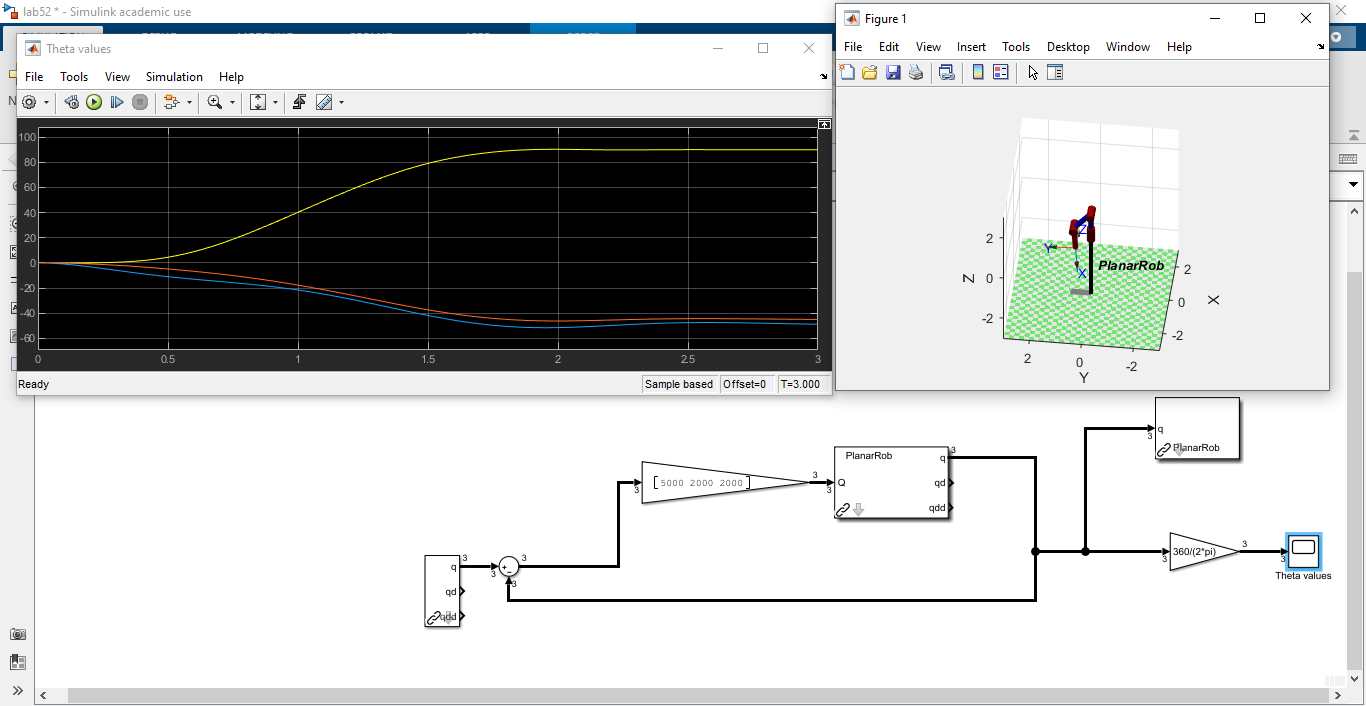 lab52 * - Simulink academic use
Theta values
File Tools View Simulation Help
100
80
60
40
20
0
-20
-40
-60
0 0.5 1 1.5 2 2.5 3
Ready
Sample based Offset=0 T=3.000
Figure 1
File Edit View Insert Tools Desktop Window Help
2
0
-2
Z
Z
Y
X
PlanarRob
2
0
-2
X
2
0
-2
Y
q
3
PlanarRob
[5000 2000 2000]
3
3
3
PlanarRob
Q
q
qd
qdd
3
q
qd
qdd
3
3
+
-
3
3
360/(2*pi)
3
3
3
Theta values